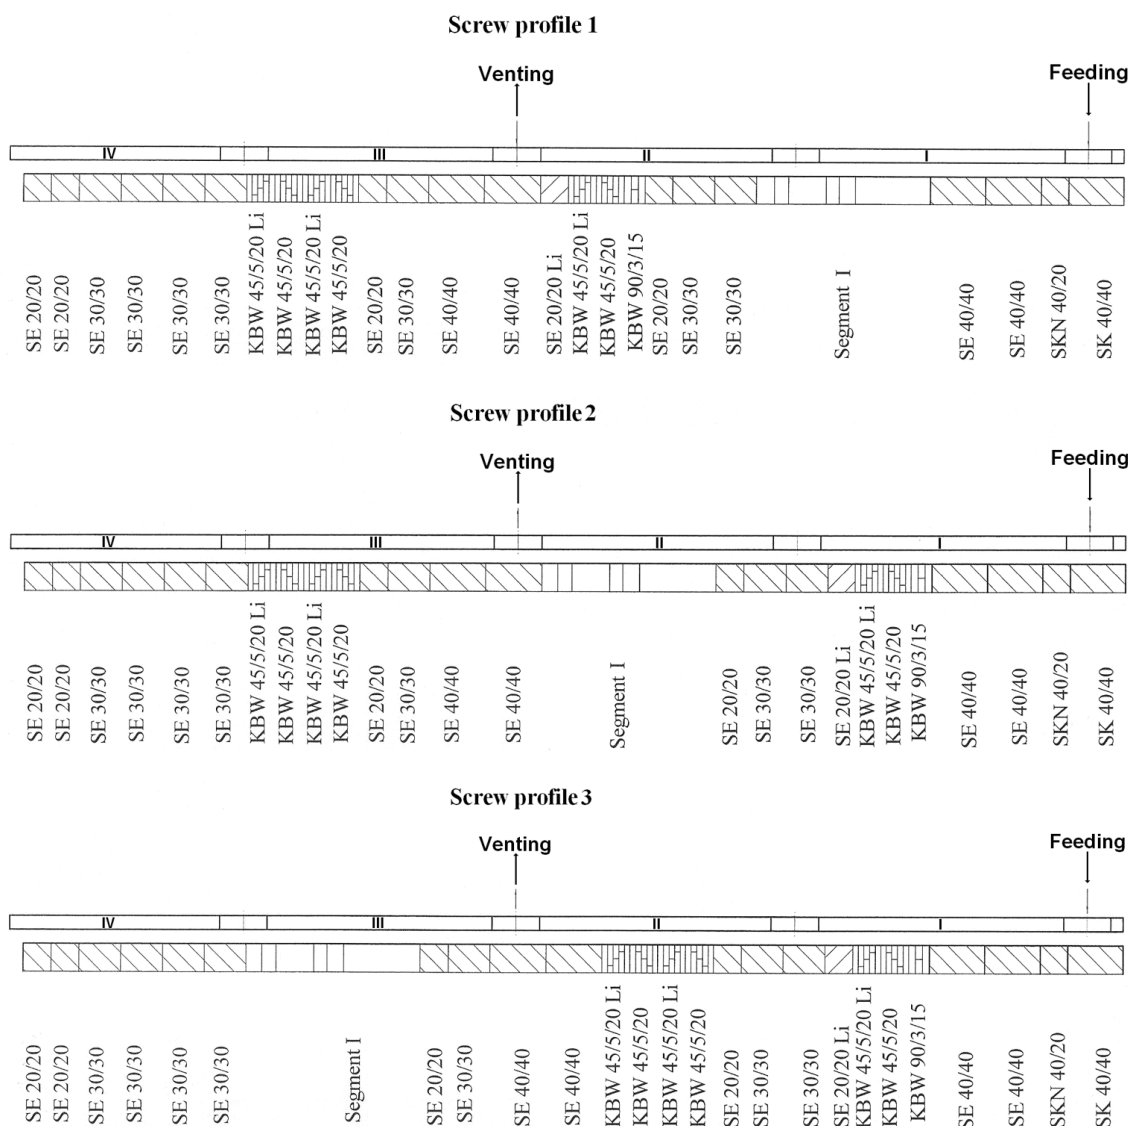 Screw profile 1
Venting
Feeding
IV
III
II
I
SE 20/20
SE 20/20
SE 30/30
SE 30/30
SE 30/30
SE 30/30
KBW 45/5/20 Li
KBW 45/5/20
KBW 45/5/20 Li
KBW 45/5/20
SE 20/20
SE 30/30
SE 40/40
SE 40/40
SE 20/20 Li
KBW 45/5/20 Li
KBW 45/5/20
KBW 90/3/15
SE 20/20
SE 30/30
SE 30/30
Segment I
SE 40/40
SE 40/40
SKN 40/20
SK 40/40
Screw profile 2
Venting
Feeding
IV
III
II
I
SE 20/20
SE 20/20
SE 30/30
SE 30/30
SE 30/30
SE 30/30
KBW 45/5/20 Li
KBW 45/5/20
KBW 45/5/20 Li
KBW 45/5/20
SE 20/20
SE 30/30
SE 40/40
SE 40/40
Segment I
SE 20/20
SE 30/30
SE 30/30
SE 20/20 Li
KBW 45/5/20 Li
KBW 45/5/20
KBW 90/3/15
SE 40/40
SE 40/40
SKN 40/20
SK 40/40
Screw profile 3
Venting
Feeding
IV
III
II
I
SE 20/20
SE 20/20
SE 30/30
SE 30/30
SE 30/30
SE 30/30
Segment I
SE 20/20
SE 30/30
SE 40/40
SE 40/40
KBW 45/5/20 Li
KBW 45/5/20
KBW 45/5/20 Li
KBW 45/5/20
SE 20/20
SE 30/30
SE 30/30
SE 20/20 Li
KBW 45/5/20 Li
KBW 45/5/20
KBW 90/3/15
SE 40/40
SE 40/40
SKN 40/20
SK 40/40